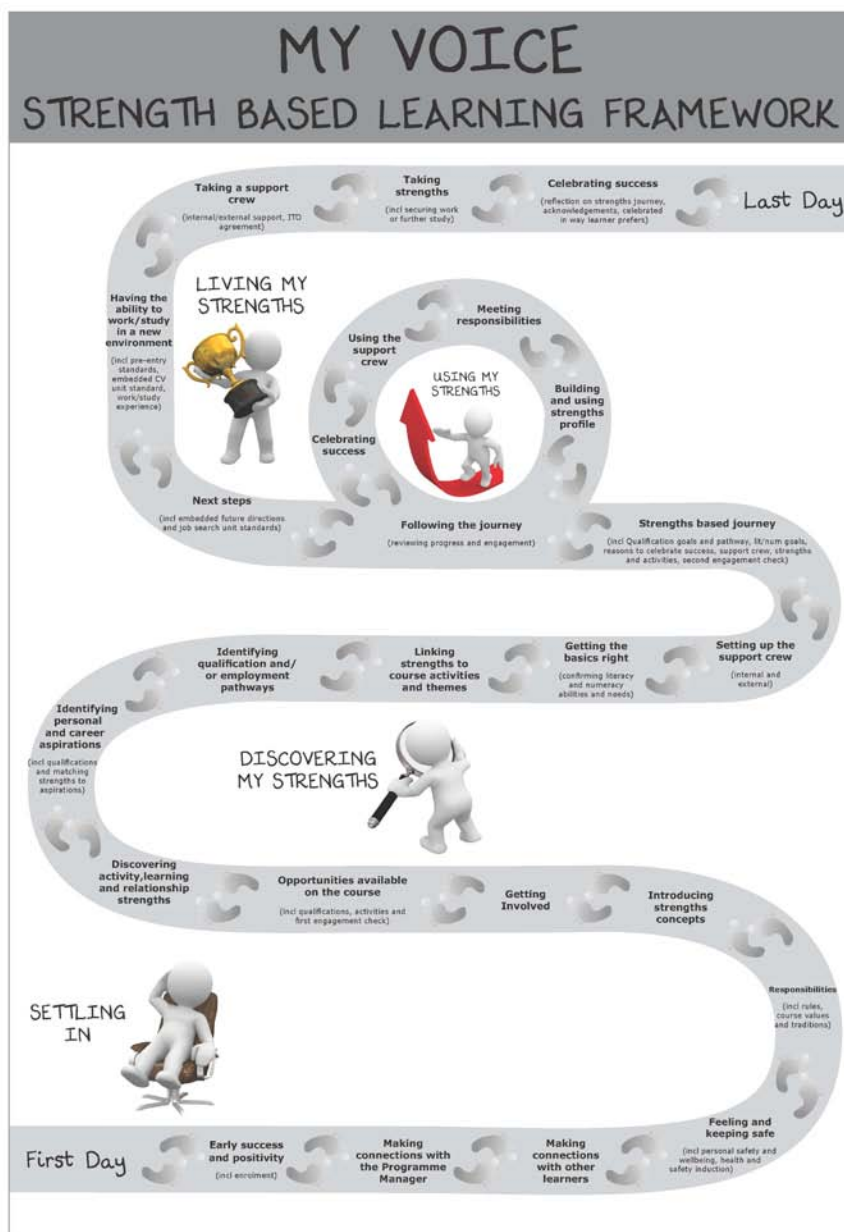 MY VOICE
STRENGTH BASED LEARNING FRAMEWORK
Taking a support
crew
(internal/external support, ITO
agreement)
Taking
strengths
(incl securing work
or further study)
Celebrating success
(reflection on strengths journey,
acknowledgements, celebrated
in way learner prefers)
Last Day
Having the
ability to
work/study
in a new
environment
(incl pre-entry
standards,
embedded CV
unit standard,
work/study
experience)
LIVING MY
STRENGTHS
Next steps
(incl embedded future directions
and job search unit standards)
Meeting
responsibilities
Using the
support
crew
USING MY
STRENGTHS
Building
and using
strengths
profile
Celebrating
success
Following the journey
(reviewing progress and engagement)
Strengths based journey
(incl Qualification goals and pathway, lit/num goals,
reasons to celebrate success, support crew, strengths
and activities, second engagement check)
Identifying
qualification and/
or employment
pathways
Linking
strengths to
course activities
and themes
Getting the
basics right
(confirming literacy
and numeracy
abilities and needs)
Setting up the
support crew
(internal and
external)
Identifying
personal
and career
aspirations
(incl qualifications
and matching
strengths to
aspirations)
DISCOVERING
MY STRENGTHS
Discovering
activity,learning
and relationship
strengths
Opportunities available
on the course
(incl qualifications, activities and
first engagement check)
Getting
Involved
Introducing
strengths
concepts
Responsibilities
(incl rules,
course values
and traditions)
SETTLING
IN
Feeling and
keeping safe
(incl personal safety and
wellbeing, health and
safety induction)
First Day
Early success
and positivity
(incl enrolment)
Making
connections with
the Programme
Manager
Making
connections
with other
learners